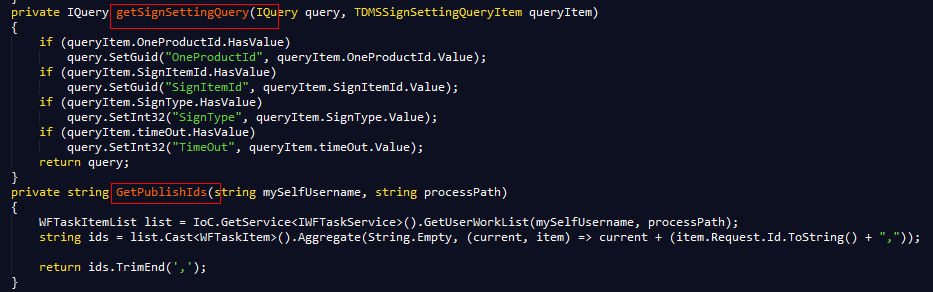 private IQuery getSignSettingQuery(IQuery query, TDMSSignSettingQueryItem queryItem)
{
    if (queryItem.OneProductId.HasValue)
        query.SetGuid("OneProductId", queryItem.OneProductId.Value);
    if (queryItem.SignItemId.HasValue)
        query.SetGuid("SignItemId", queryItem.SignItemId.Value);
    if (queryItem.SignType.HasValue)
        query.SetInt32("SignType", queryItem.SignType.Value);
    if (queryItem.timeOut.HasValue)
        query.SetInt32("TimeOut", queryItem.timeOut.Value);
    return query;
}
private string GetPublishIds(string mySelfUsername, string processPath)
{
    WFTaskItemList list = IoC.GetService<IWFTaskService>().GetUserWorkList(mySelfUsername, processPath);
    string ids = list.Cast<WFTaskItem>().Aggregate(String.Empty, (current, item) => current + (item.Request.Id.ToString() + ","));
    return ids.TrimEnd(',');
}